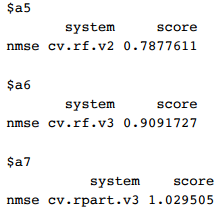 $a5
system score
nmse cv.rf.v2 0.7877611
$a6
system score
nmse cv.rf.v3 0.9091727
$a7
system score
nmse cv.rpart.v3 1.029505